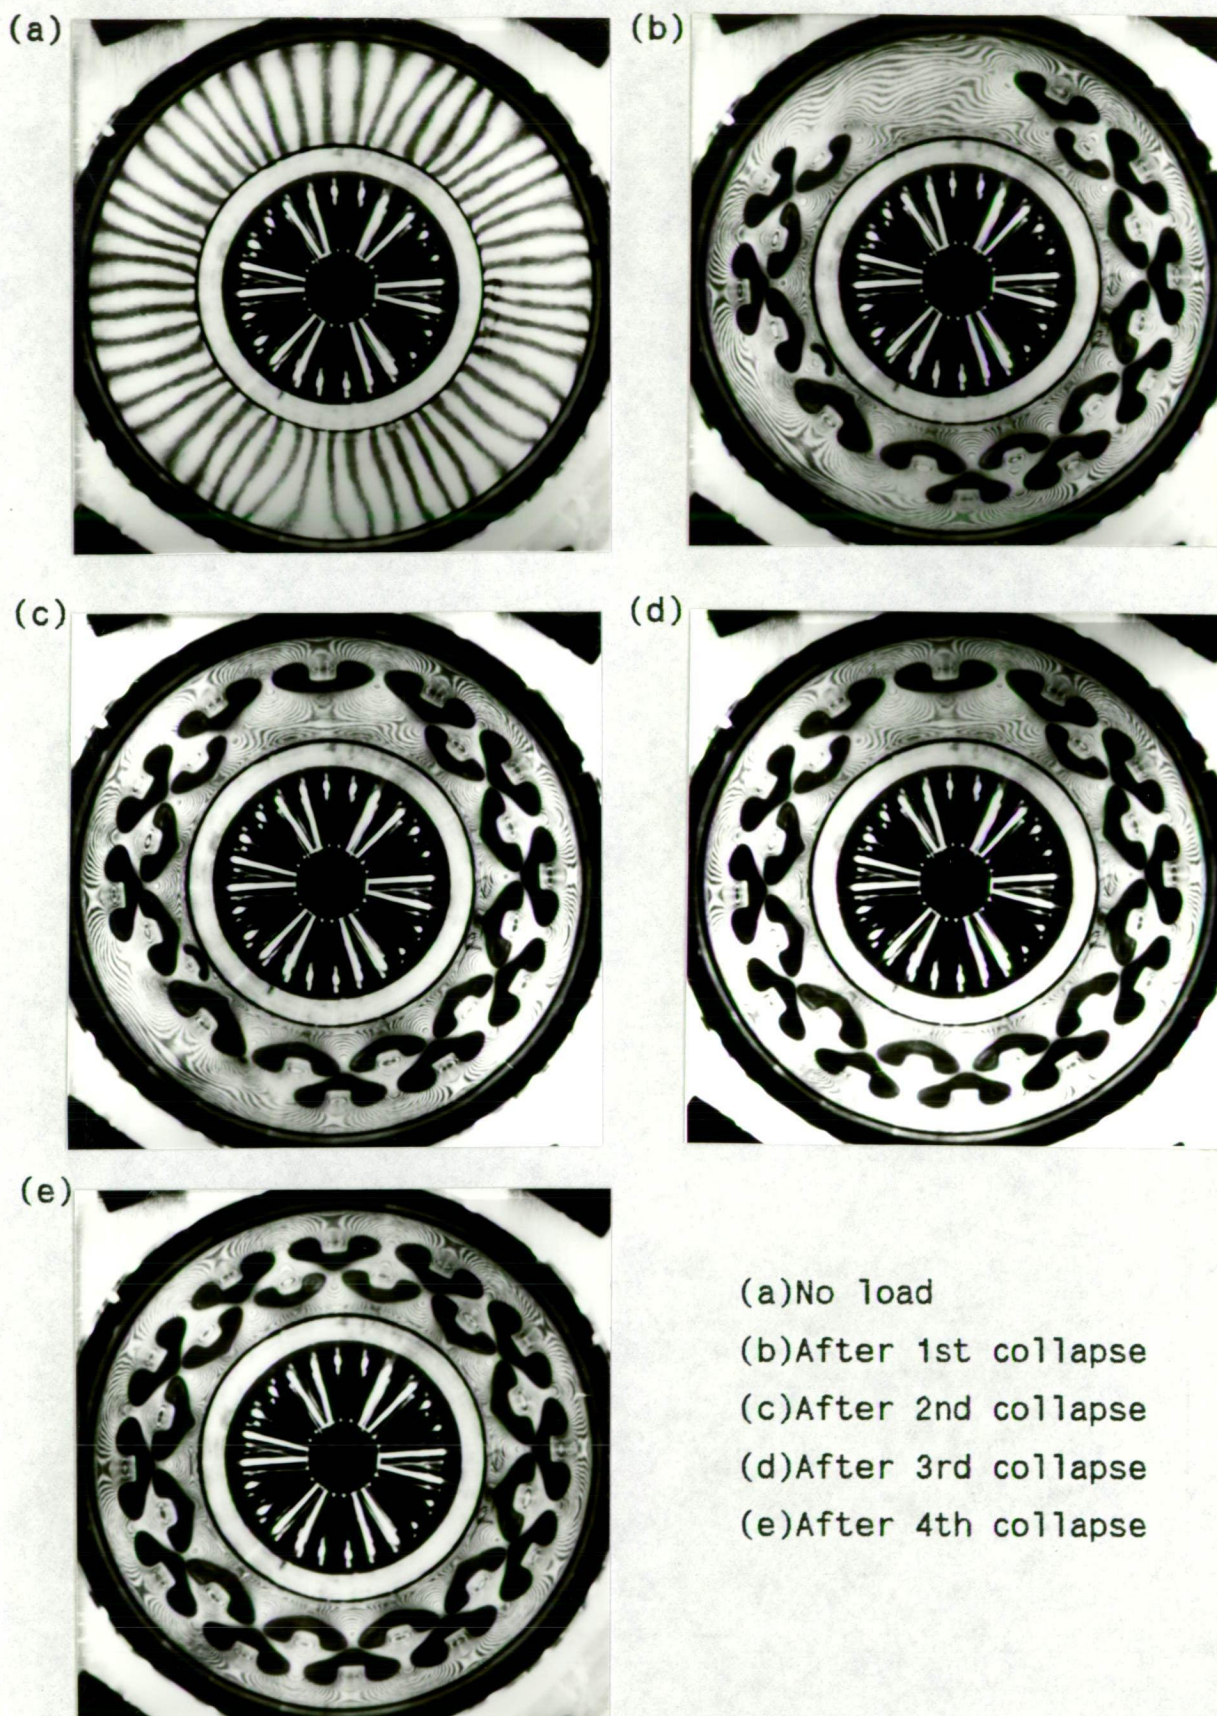 (a)
(b)
(c)
(d)
(e)
(a)No load
(b)After 1st collapse
(c)After 2nd collapse
(d)After 3rd collapse
(e)After 4th collapse